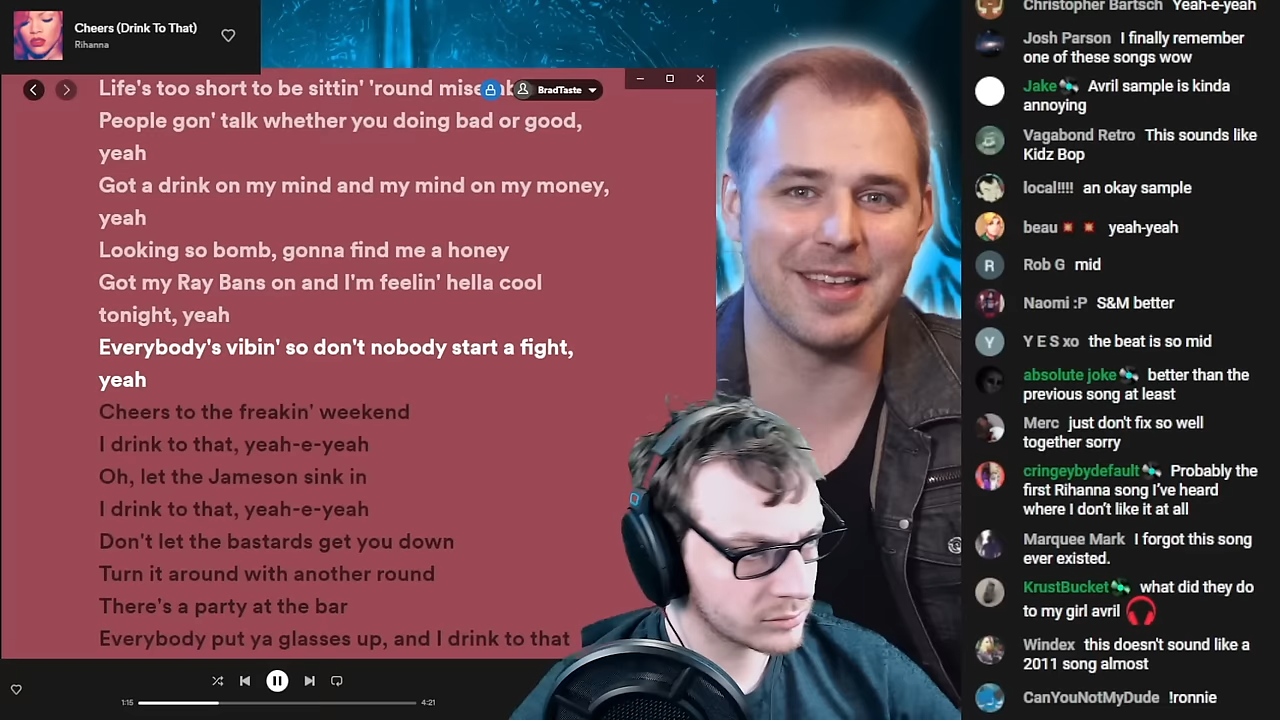 Cheers (Drink To That)
Rihanna
BradTaste
Life's too short to be sittin' 'round
People gon' talk whether you doing bad or good,
yeah
Got a drink on my mind and my mind on my money,
yeah
Looking so bomb, gonna find me a honey
Got my Ray Bans on and I'm feelin' hella cool
tonight, yeah
Everybody's vibin' so don't nobody start a fight,
yeah
Cheers to the freakin' weekend
I drink to that, yeah-e-yeah
Oh, let the Jameson sink in
I drink to that, yeah-e-yeah
Don't let the bastards get you down
Turn it around with another round
There's a party at the bar
Everybody put ya glasses up, and I drink to that
1:15
4:21
Christopher Bartsch Yeah-e-yeah
Josh Parson I finally remember
one of these songs wow
Jake Avril sample is kinda
annoying
Vagabond Retro This sounds like
Kidz Bop
local!!!! an okay sample
beau yeah-yeah
R
Rob G mid
Naomi :P S&M better
Y
Y E S xo the beat is so mid
absolute joke better than the
previous song at least
Merc just don't fix so well
together sorry
cringeybydefault Probably the
first Rihanna song I've heard
where I don't like it at all
Marquee Mark I forgot this song
ever existed.
KrustBucket what did they do
to my girl avril
Windex this doesn't sound like a
2011 song almost
CanYouNotMyDude !ronnie